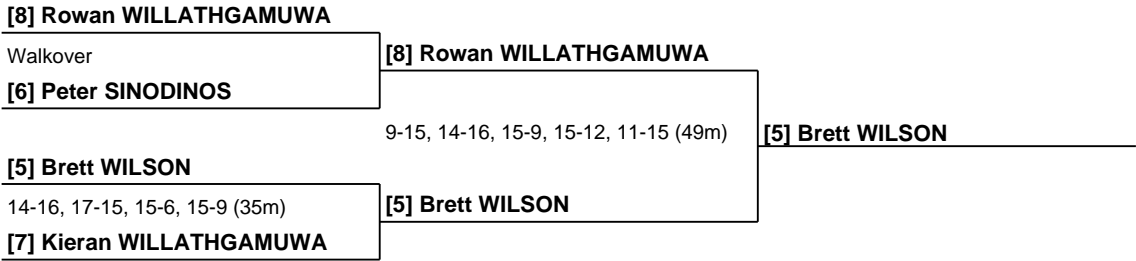 [8] Rowan WILLATHGAMUWA
Walkover
[8] Rowan WILLATHGAMUWA
[6] Peter SINODINOS
9-15, 14-16, 15-9, 15-12, 11-15 (49m)
[5] Brett WILSON
[5] Brett WILSON
14-16, 17-15, 15-6, 15-9 (35m)
[5] Brett WILSON
[7] Kieran WILLATHGAMUWA